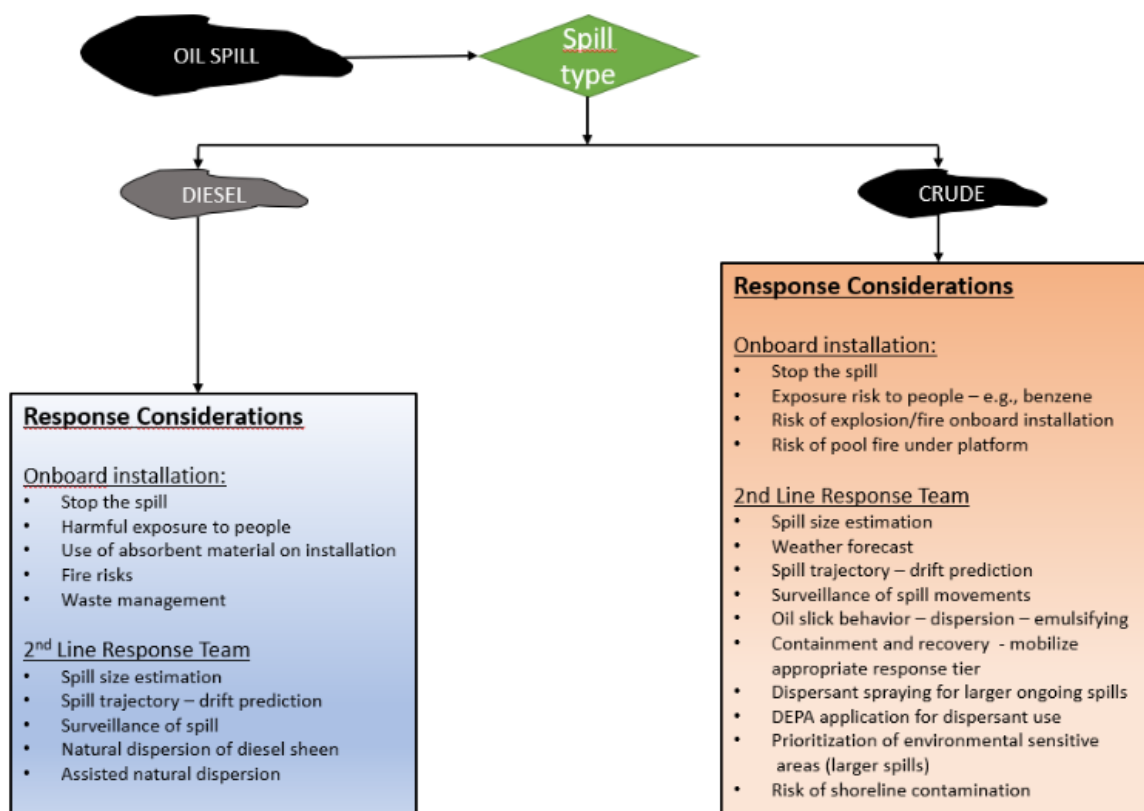 OIL SPILL
Spill
type
DIESEL
CRUDE
Response Considerations
Onboard installation:
• Stop the spill
• Harmful exposure to people
• Use of absorbent material on installation
• Fire risks
• Waste management
2nd Line Response Team
• Spill size estimation
• Spill trajectory – drift prediction
• Surveillance of spill
• Natural dispersion of diesel sheen
• Assisted natural dispersion
Response Considerations
Onboard installation:
• Stop the spill
• Exposure risk to people – e.g., benzene
• Risk of explosion/fire onboard installation
• Risk of pool fire under platform
2nd Line Response Team
• Spill size estimation
• Weather forecast
• Spill trajectory – drift prediction
• Surveillance of spill movements
• Oil slick behavior – dispersion – emulsifying
• Containment and recovery - mobilize
appropriate response tier
• Dispersant spraying for larger ongoing spills
• DEPA application for dispersant use
• Prioritization of environmental sensitive
areas (larger spills)
• Risk of shoreline contamination